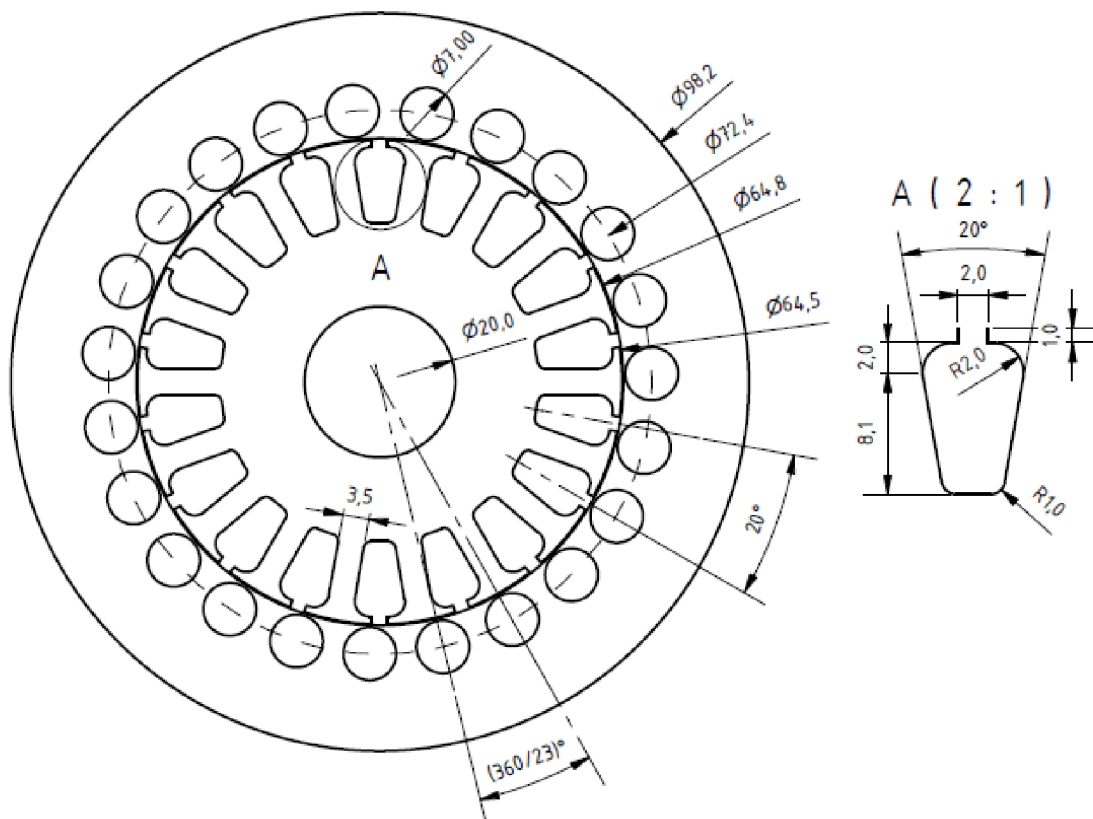 Ø7,00
Ø98,2
Ø72,4
Ø64,8
Ø64,5
Ø20,0
A
3,5
20°
(360/23)°
A ( 2 : 1 )
20°
2,0
1,0
2,0
R2,0
8,1
R1,0